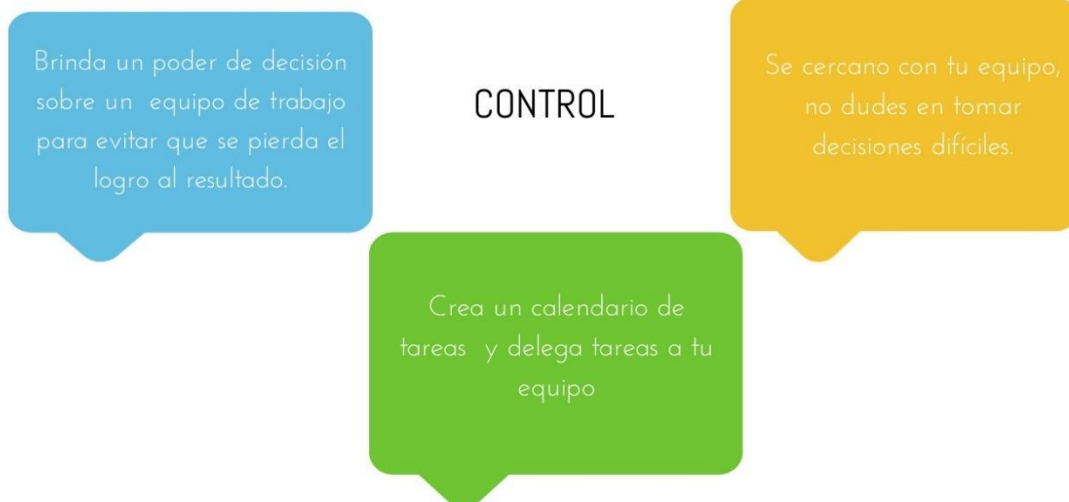 Brinda un poder de decisión
sobre un equipo de trabajo
para evitar que se pierda el
logro al resultado.
CONTROL
Se cercano con tu equipo,
no dudes en tomar
decisiones difíciles.
Crea un calendario de
tareas y delega tareas a tu
equipo